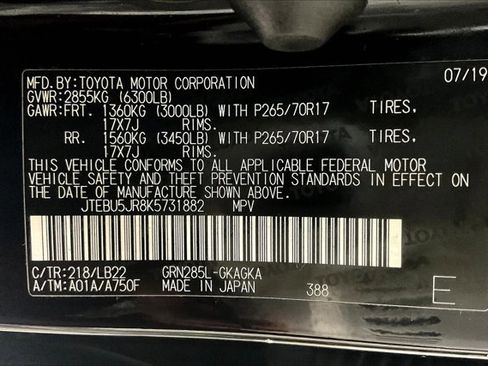 MFD.BY:TOYOTA MOTOR CORPORATION 07/19
GVWR:2855KG (6300LB)
GAWR:FRT. 1360KG (3000LB) WITH P265/70R17 TIRES,
17X7J RIMS.
RR. 1560KG (3450LB) WITH P265/70R17 TIRES,
17X7J RIMS.
THIS VEHICLE CONFORMS TO ALL APPLICABLE FEDERAL MOTOR
VEHICLE SAFETY AND THEFT PREVENTION STANDARDS IN EFFECT ON
THE DATE OF MANUFACTURE SHOWN ABOVE.
JTEBU5JR8K5731882 MPV
C/TR:218/LB22 GRN285L-GKAGKA
A/TM:A01A/A750F MADE IN JAPAN 388 E